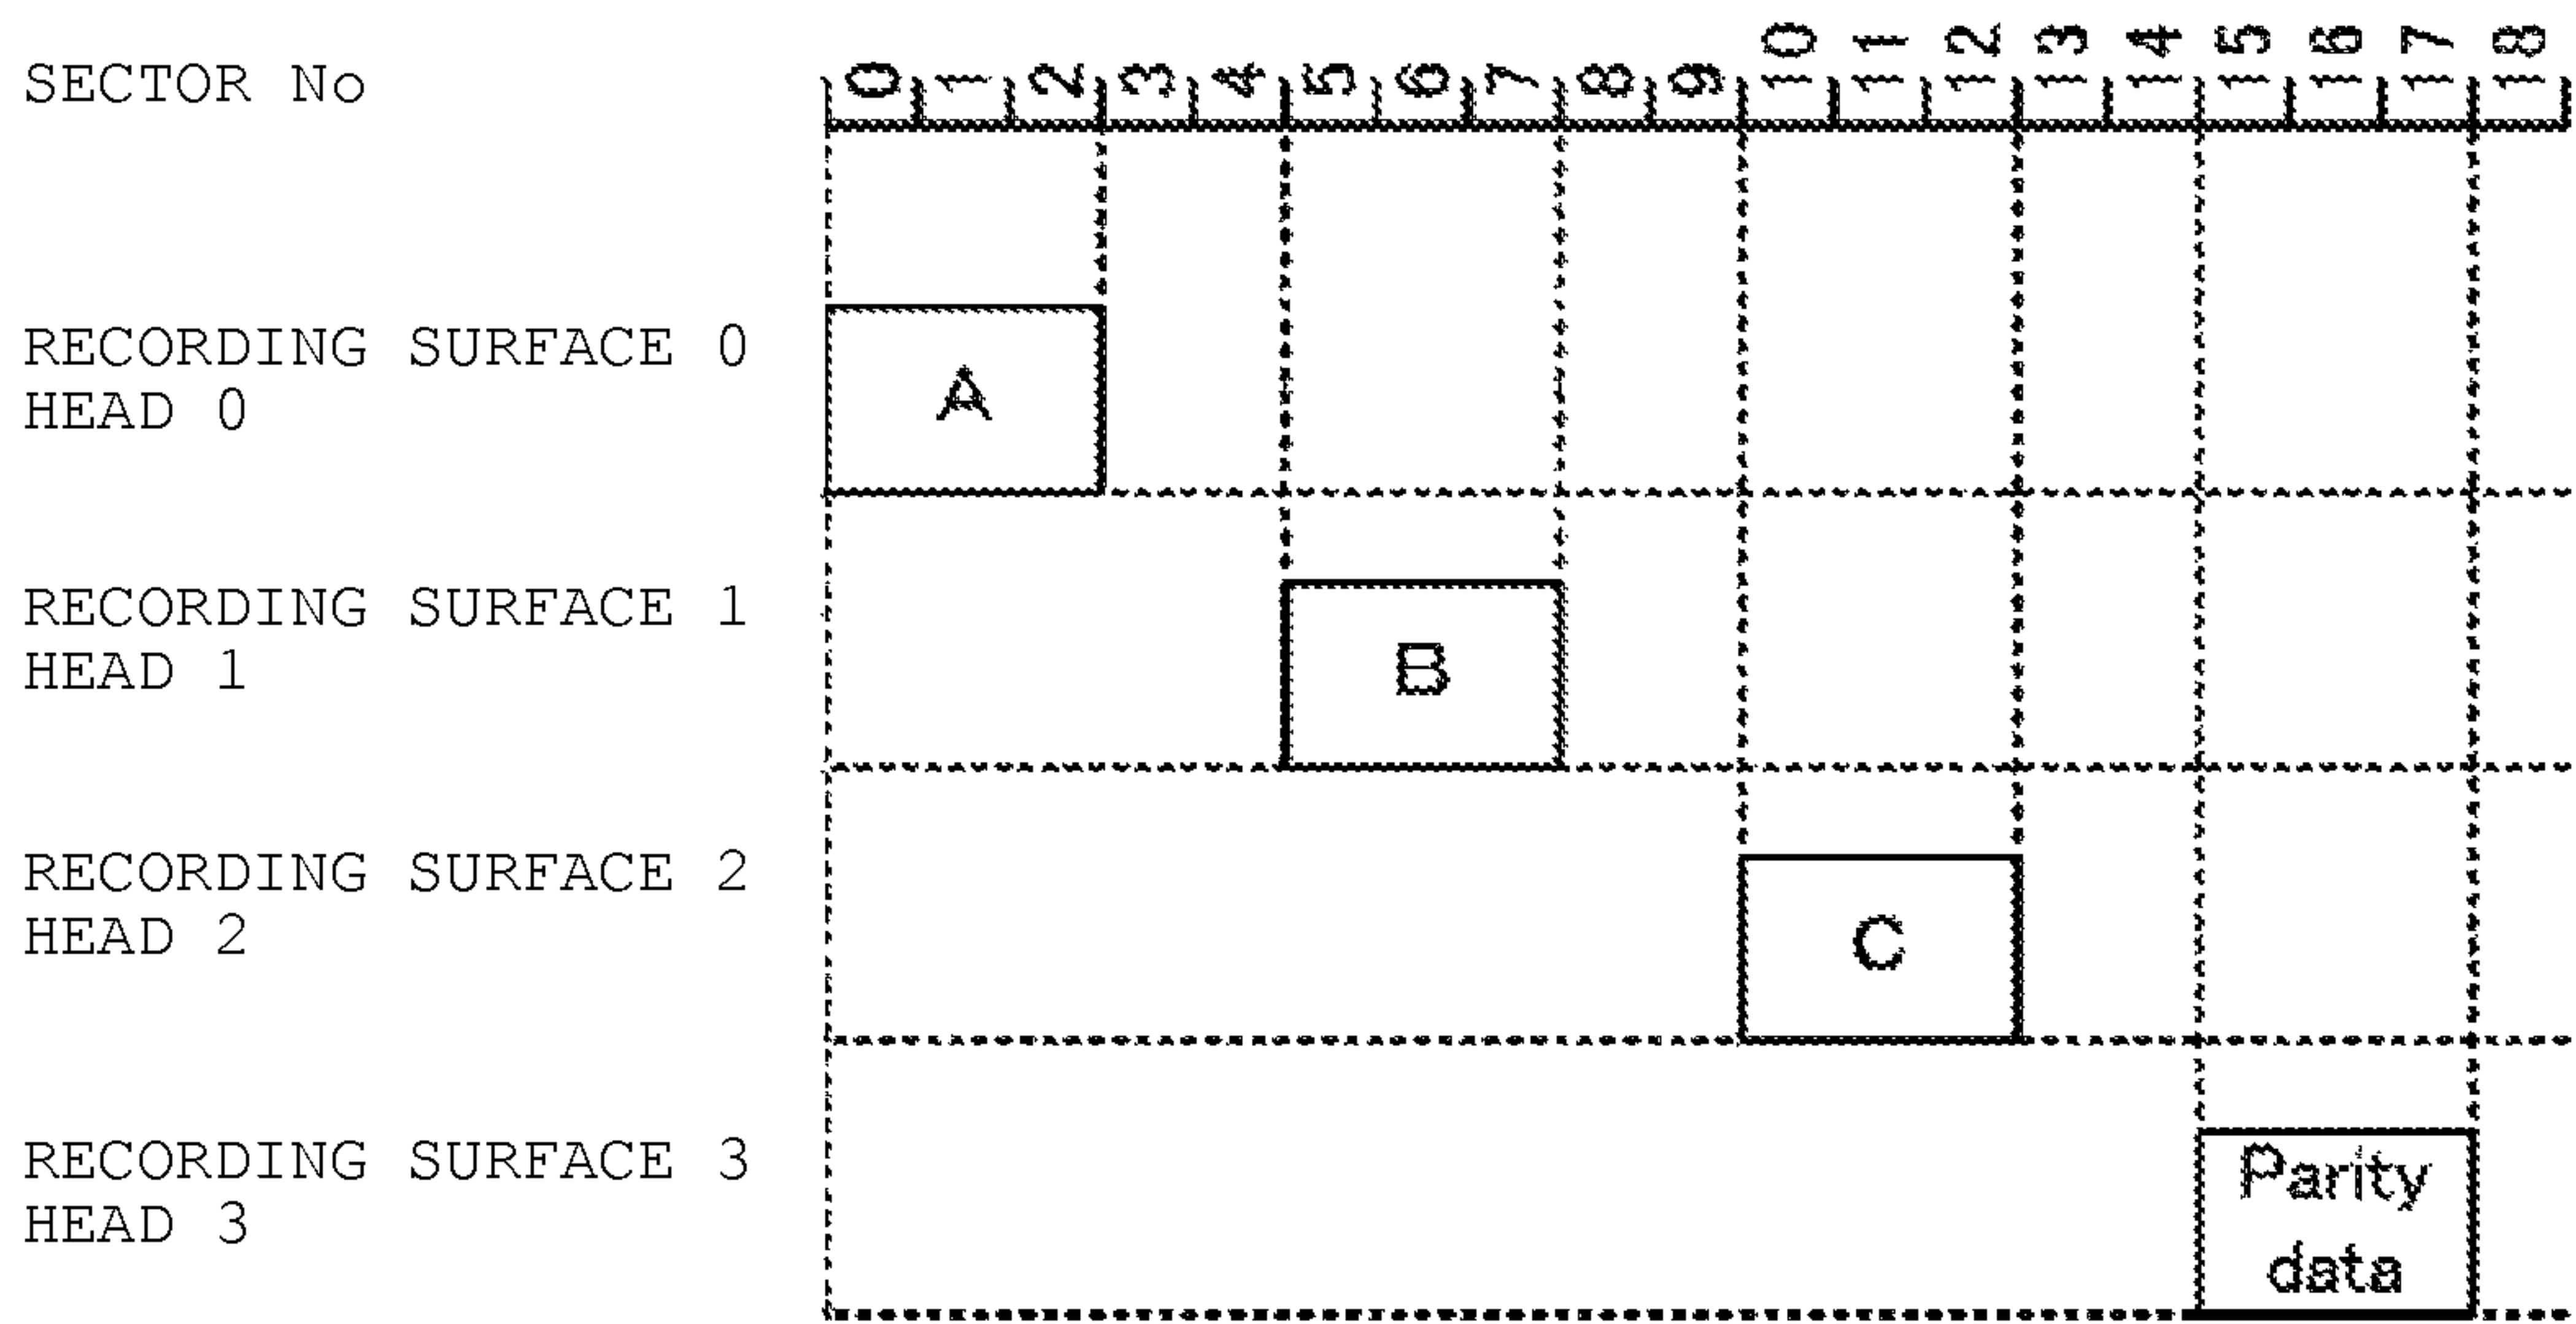 SECTOR No
0 1 2 3 4 5 6 7 8 9 10 11 12 13 14 15 16 17 18
RECORDING SURFACE 0
HEAD 0
A
RECORDING SURFACE 1
HEAD 1
B
RECORDING SURFACE 2
HEAD 2
C
RECORDING SURFACE 3
HEAD 3
Parity
data